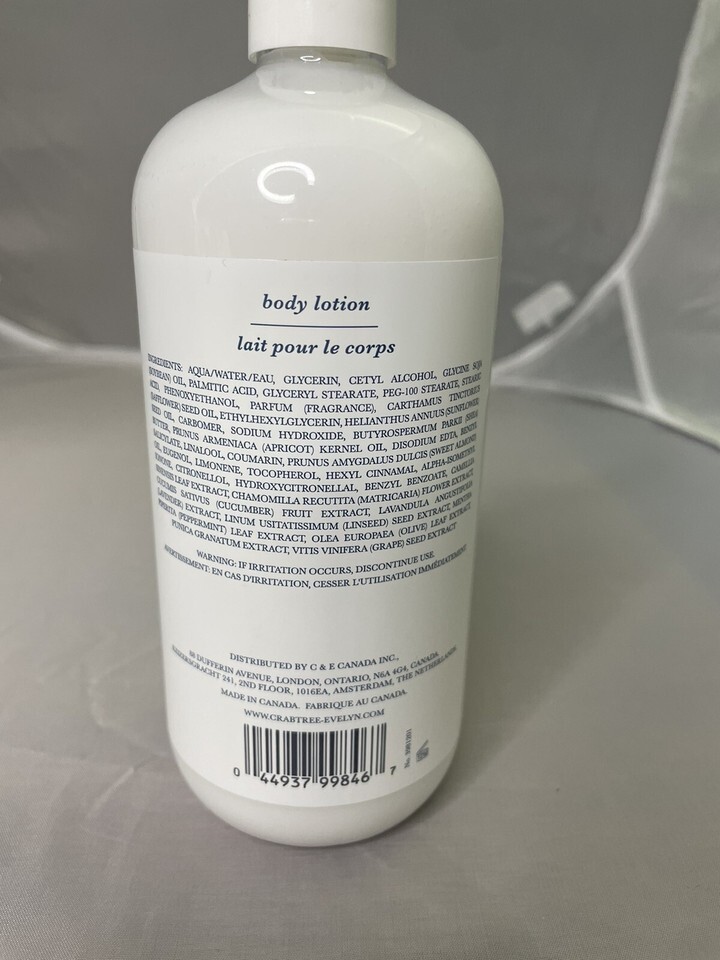 body lotion
lait pour le corps
INGREDIENTS: AQUA/WATER/EAU, GLYCERIN, CETYL ALCOHOL, GLYCINE SOJA
(SOYBEAN) OIL, PALMITIC ACID, GLYCERYL STEARATE, PEG-100 STEARATE, STEARIC
ACID, PHENOXYETHANOL, PARFUM (FRAGRANCE), CARTHAMUS TINCTORIUS
(SAFFLOWER) SEED OIL, ETHYLHEXYLGLYCERIN, HELIANTHUS ANNUUS (SUNFLOWER)
SEED OIL, CARBOMER, SODIUM HYDROXIDE, BUTYROSPERMUM PARKII (SHEA)
BUTTER, PRUNUS ARMENIACA (APRICOT) KERNEL OIL, DISODIUM EDTA, BENZYL
SALICYLATE, LINALOOL, COUMARIN, PRUNUS AMYGDALUS DULCIS (SWEET ALMOND)
OIL, EUGENOL, LIMONENE, TOCOPHEROL, HEXYL CINNAMAL, ALPHA-ISOMETHYL
IONONE, CITRONELLOL, HYDROXYCITRONELLAL, BENZYL BENZOATE, CAMELLIA
SINENSIS LEAF EXTRACT, CHAMOMILLA RECUTITA (MATRICARIA) FLOWER EXTRACT,
CUCUMIS SATIVUS (CUCUMBER) FRUIT EXTRACT, LAVANDULA ANGUSTIFOLIA
(LAVENDER) EXTRACT, LINUM USITATISSIMUM (LINSEED) SEED EXTRACT, MENTHA
PIPERITA (PEPPERMINT) LEAF EXTRACT, OLEA EUROPAEA (OLIVE) LEAF EXTRACT,
PUNICA GRANATUM EXTRACT, VITIS VINIFERA (GRAPE) SEED EXTRACT
WARNING: IF IRRITATION OCCURS, DISCONTINUE USE.
AVERTISSEMENT: EN CAS D'IRRITATION, CESSER L'UTILISATION IMMÉDIATEMENT
DISTRIBUTED BY C & E CANADA INC.,
DUFFERIN AVENUE, LONDON, ONTARIO, N6A 4G4, CANADA
241, 2ND FLOOR, 1016EA, AMSTERDAM, THE NETHERLANDS
MADE IN CANADA. FABRIQUE AU CANADA.
WWW.CRABTREE-EVELYN.COM
0 44937 99846 7